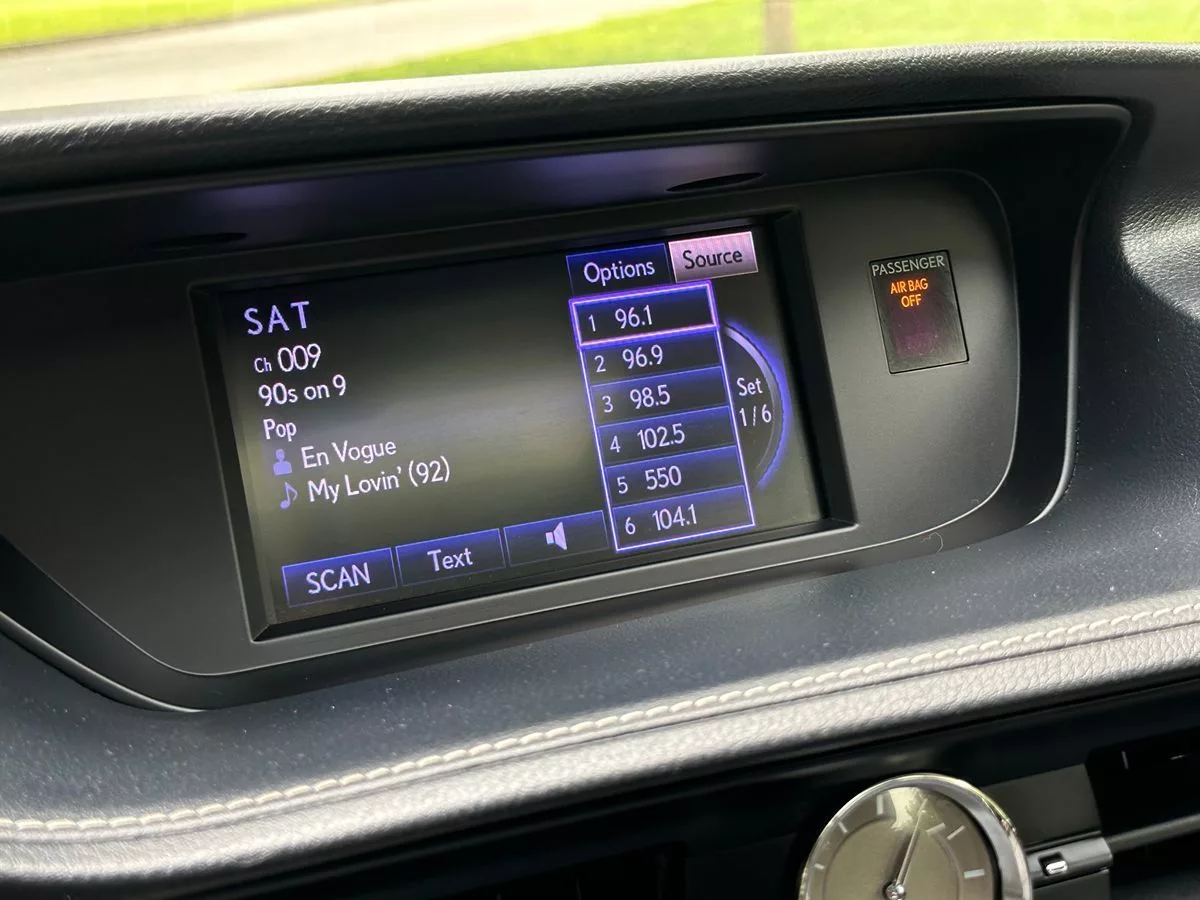 SAT
Ch 009
90s on 9
Pop
En Vogue
My Lovin' (92)
SCAN
Text
Options
Source
1 96.1
2 96.9
3 98.5
4 102.5
5 550
6 104.1
Set
1/6
PASSENGER
AIR BAG
OFF